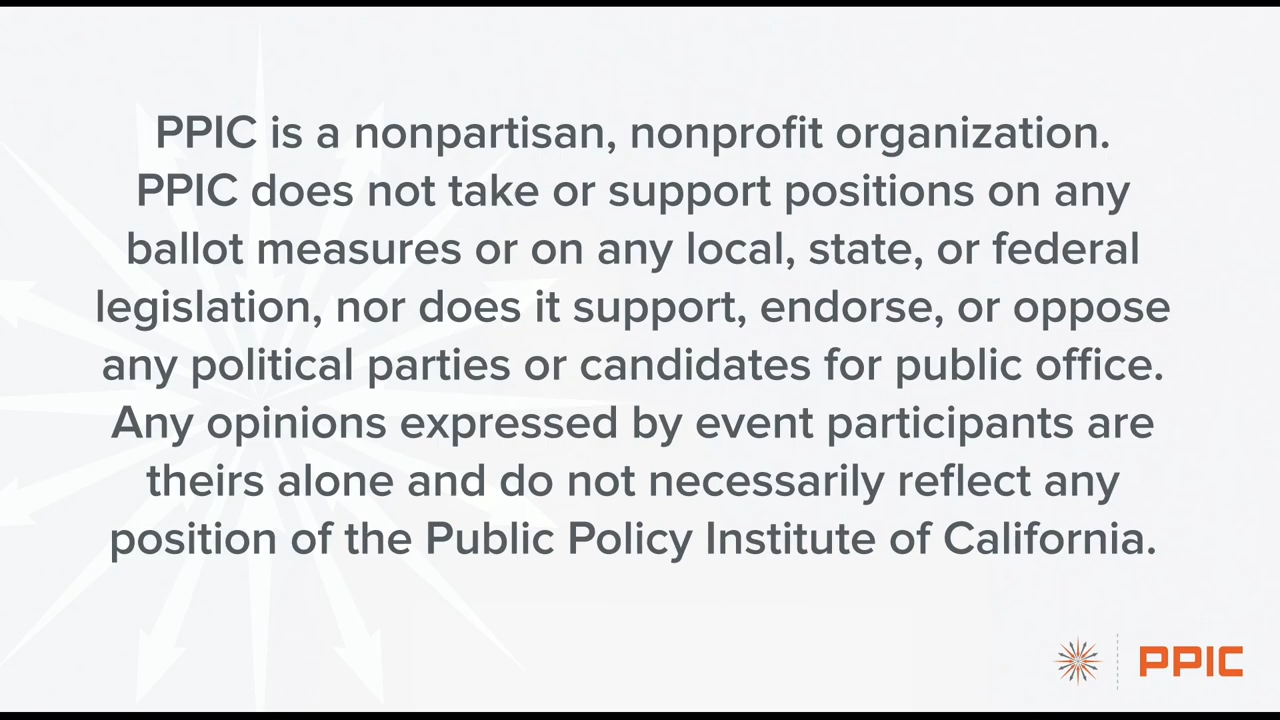 PPIC is a nonpartisan, nonprofit organization.
PPIC does not take or support positions on any
ballot measures or on any local, state, or federal
legislation, nor does it support, endorse, or oppose
any political parties or candidates for public office.
Any opinions expressed by event participants are
theirs alone and do not necessarily reflect any
position of the Public Policy Institute of California.
PPIC